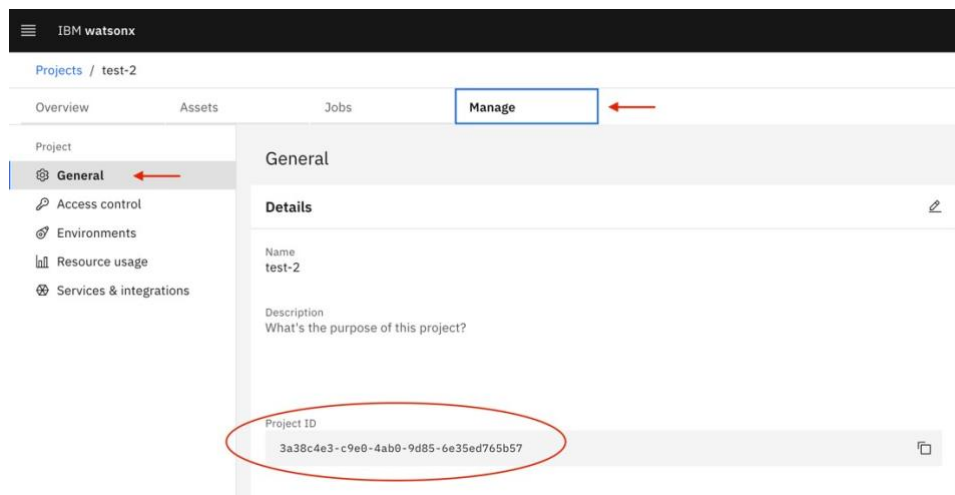 IBM watsonx
Projects / test-2
Overview Assets Jobs Manage
Project
General
Access control
Environments
Resource usage
Services & integrations
General
Details
Name
test-2
Description
What's the purpose of this project?
Project ID
3a38c4e3-c9e0-4ab0-9d85-6e35ed765b57